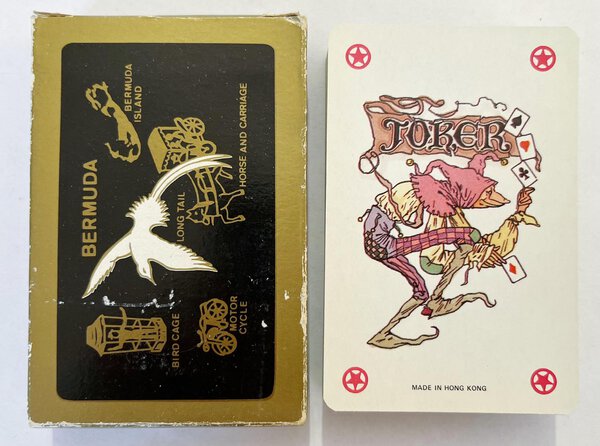 BERMUDA
BERMUDA
ISLAND
HORSE AND CARRIAGE
LONG TAIL
BIRD CAGE
MOTOR
CYCLE
JOKER
MADE IN HONG KONG